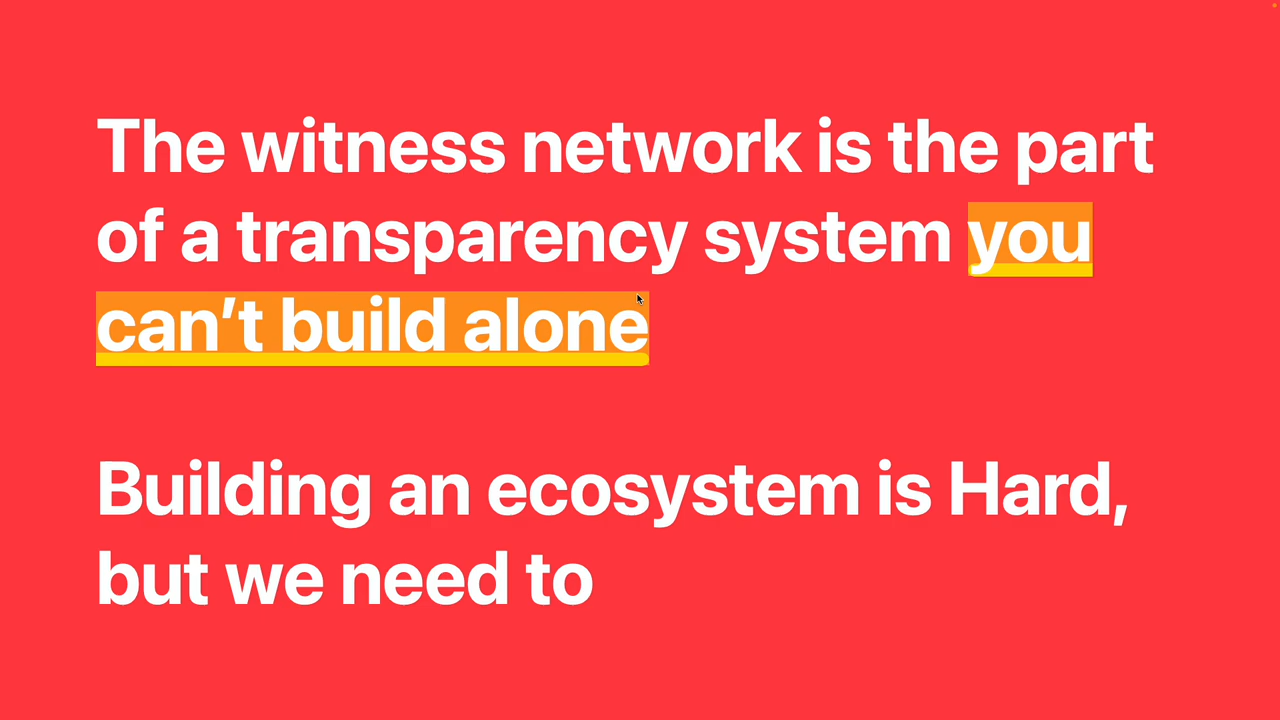 The witness network is the part
of a transparency system you
can’t build alone
Building an ecosystem is Hard,
but we need to